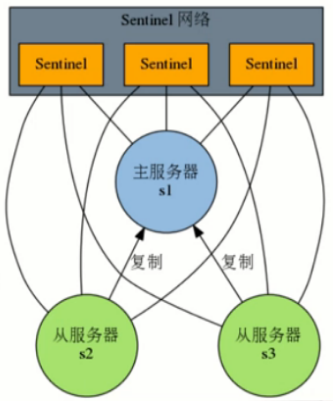 Sentinel 网络
Sentinel
Sentinel
Sentinel
主服务器
s1
复制
复制
从服务器
s2
从服务器
s3